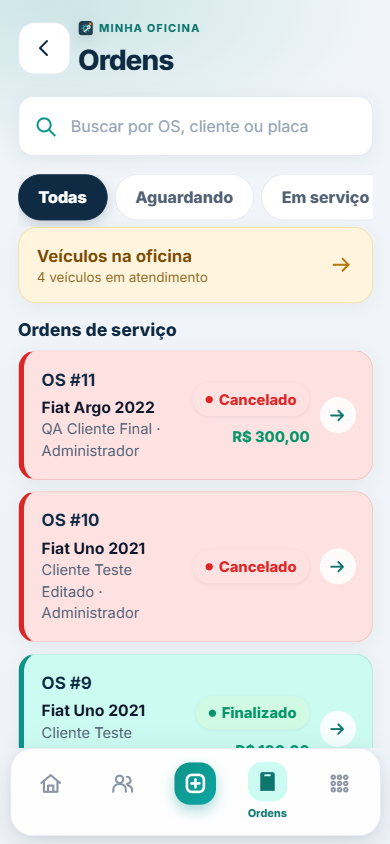 MINHA OFICINA
Ordens
Buscar por OS, cliente ou placa
Todas
Aguardando
Em serviço
Veículos na oficina
4 veículos em atendimento
Ordens de serviço
OS #11
Fiat Argo 2022
QA Cliente Final ·
Administrador
Cancelado
R$ 300,00
OS #10
Fiat Uno 2021
Cliente Teste
Editado ·
Administrador
Cancelado
OS #9
Fiat Uno 2021
Cliente Teste
Finalizado
Ordens